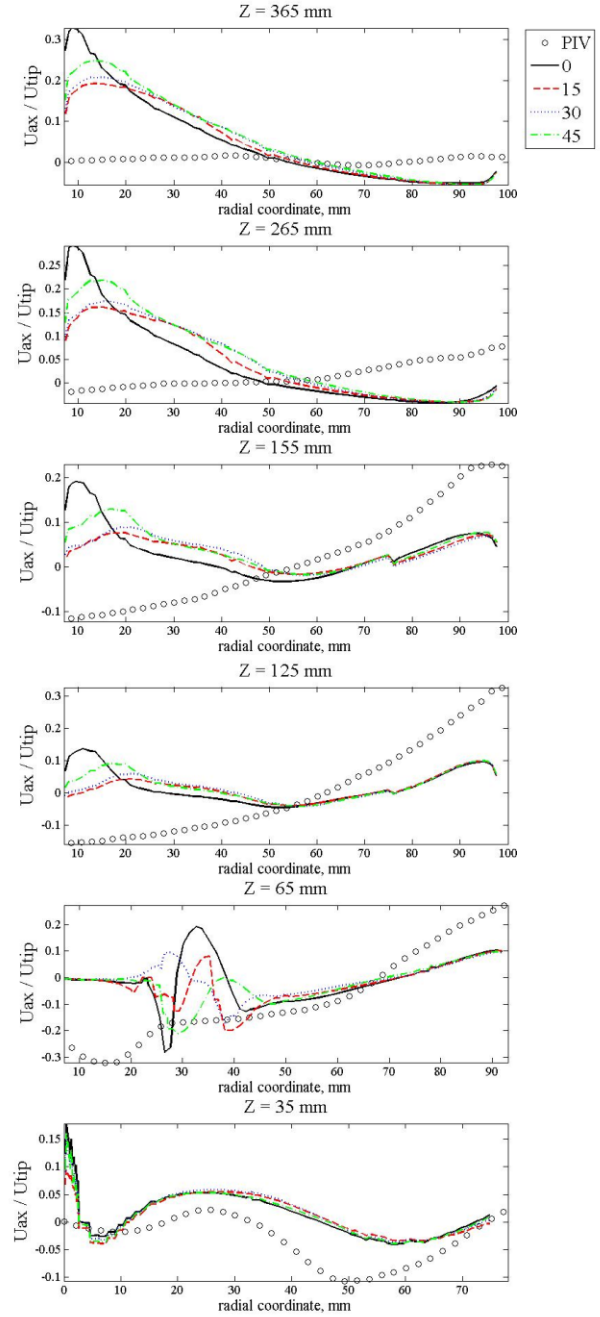 Z = 365 mm
Uax / Utip
0.3
0.2
0.1
0
10 20 30 40 50 60 70 80 90 100
radial coordinate, mm
PIV
0
15
30
45
Z = 265 mm
Uax / Utip
0.25
0.2
0.15
0.1
0.05
0
10 20 30 40 50 60 70 80 90 100
radial coordinate, mm
Z = 155 mm
Uax / Utip
0.2
0.1
0
-0.1
10 20 30 40 50 60 70 80 90 100
radial coordinate, mm
Z = 125 mm
Uax / Utip
0.3
0.2
0.1
0
-0.1
10 20 30 40 50 60 70 80 90 100
radial coordinate, mm
Z = 65 mm
Uax / Utip
0.2
0.1
0
-0.1
-0.2
-0.3
10 20 30 40 50 60 70 80 90
radial coordinate, mm
Z = 35 mm
Uax / Utip
0.15
0.1
0.05
0
-0.05
-0.1
0 10 20 30 40 50 60 70
radial coordinate, mm